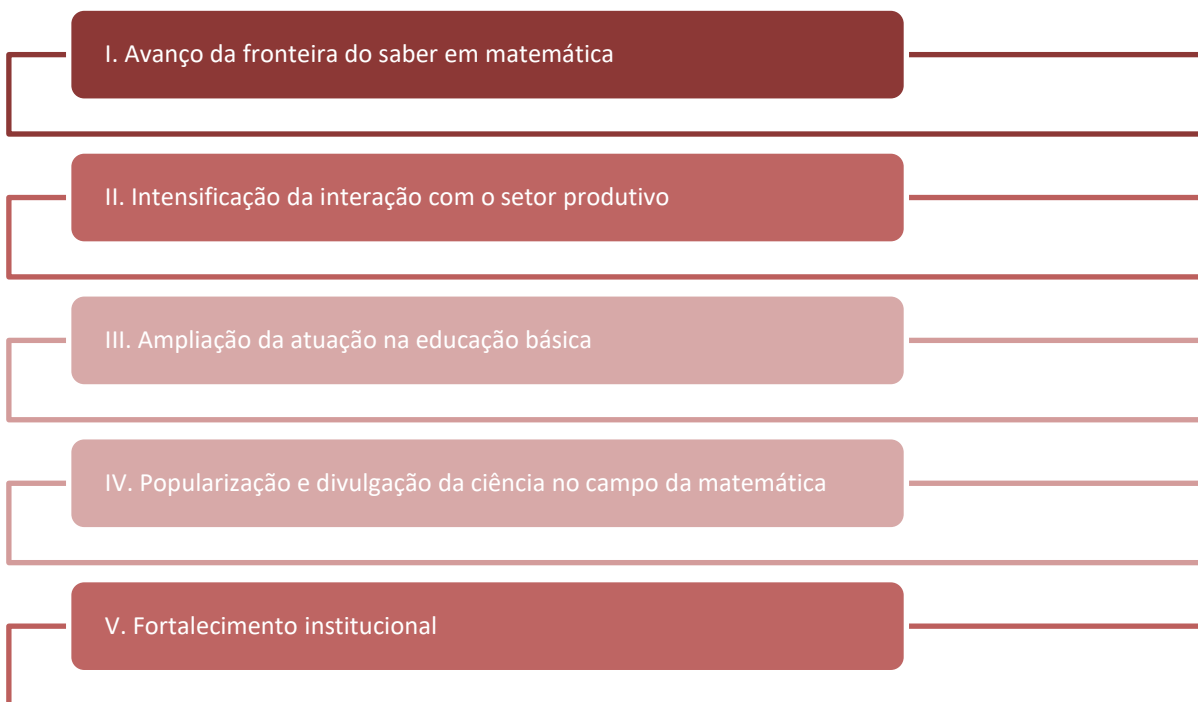 I. Avanço da fronteira do saber em matemática
II. Intensificação da interação com o setor produtivo
III. Ampliação da atuação na educação básica
IV. Popularização e divulgação da ciência no campo da matemática
V. Fortalecimento institucional